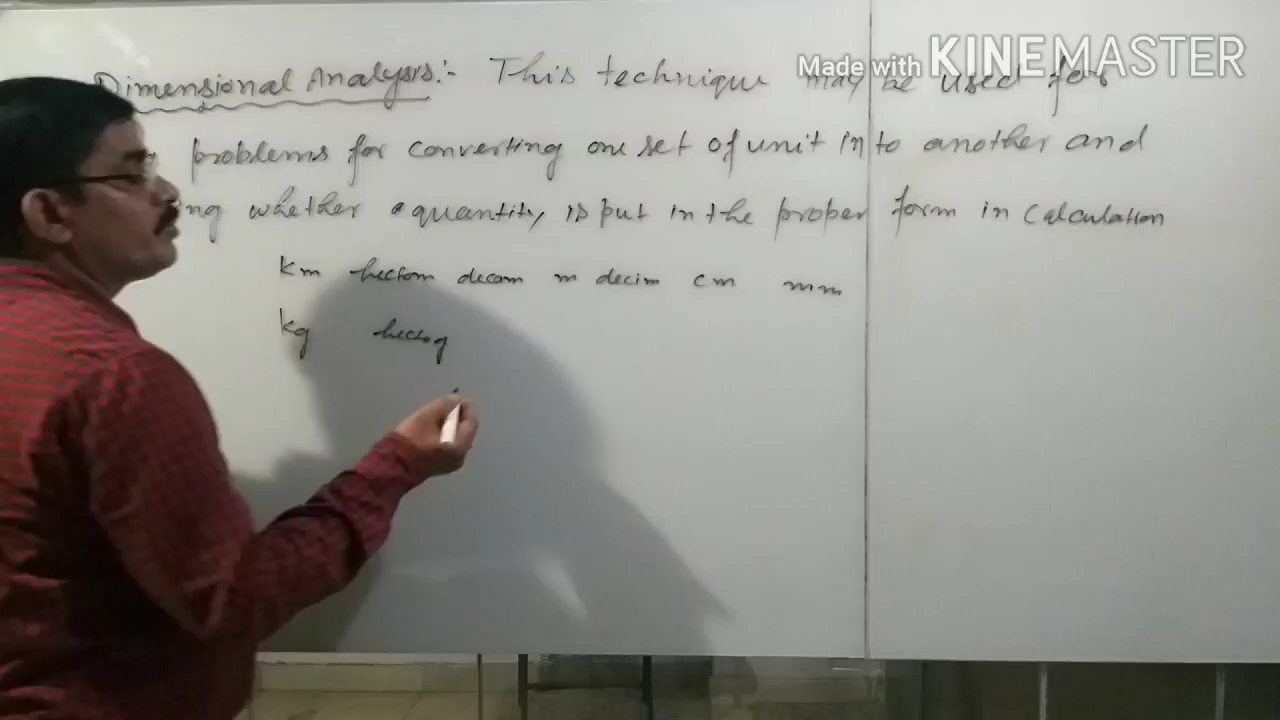 Made with KINEMASTER
Dimensional Analysis:- This technique may be used for
problems for converting one set of unit in to another and
ing whether a quantity is put in the proper form in calculation
Km hectom decam m decim cm mm
kg hectog